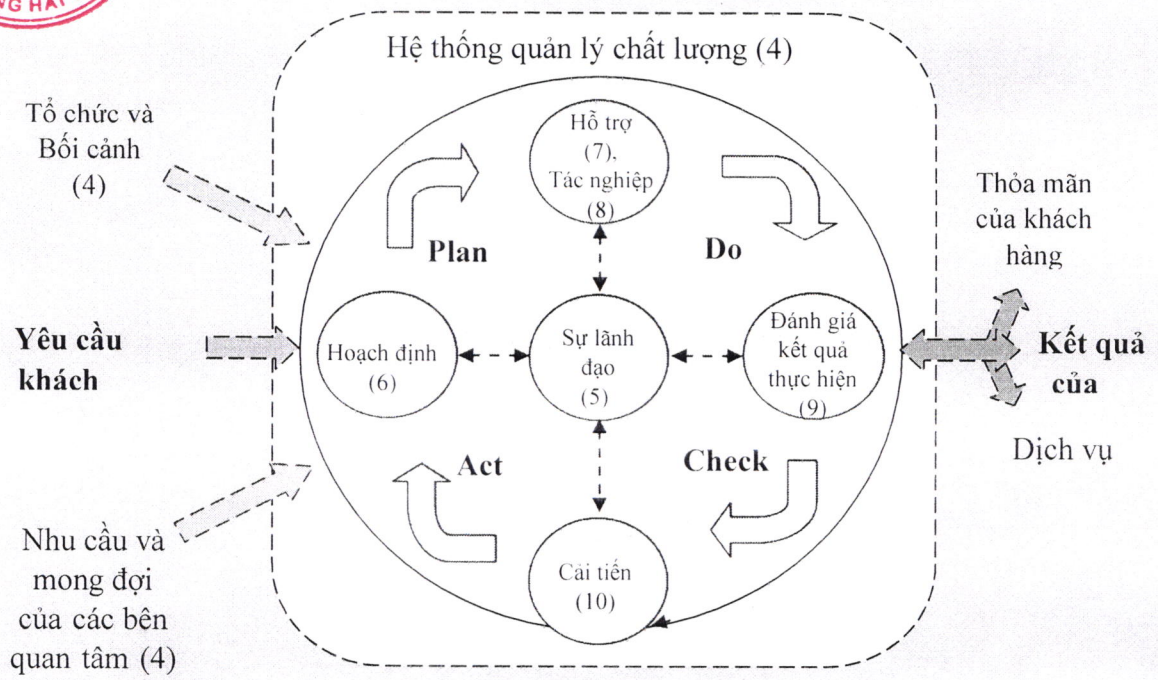 NG HẢI
Hệ thống quản lý chất lượng (4)
Tổ chức và
Bối cảnh
(4)
Hỗ trợ
(7),
Tác nghiệp
(8)
Thỏa mãn
của khách
hàng
Plan
Do
Yêu cầu
khách
Hoạch định
(6)
Sự lãnh
đạo
(5)
Đánh giá
kết quả
thực hiện
(9)
Kết quả
của
Act
Check
Dịch vụ
Nhu cầu và
mong đợi
của các bên
quan tâm (4)
Cải tiến
(10)